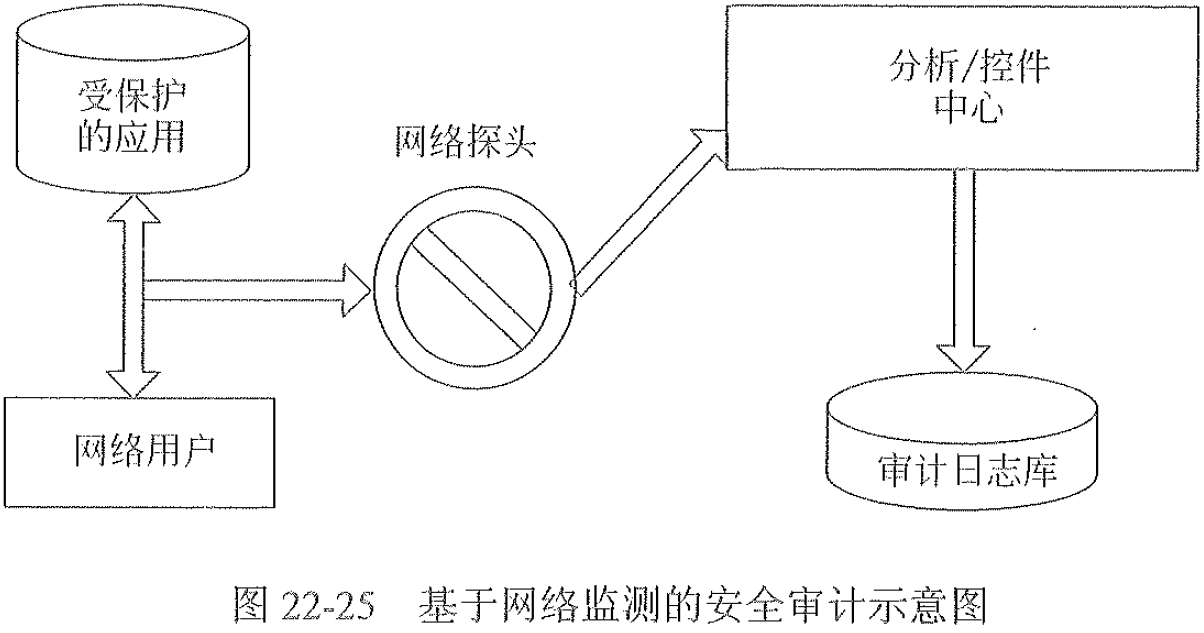 受保护
的应用
网络探头
分析/控件
中心
网络用户
审计日志库
图 22-25 基于网络监测的安全审计示意图